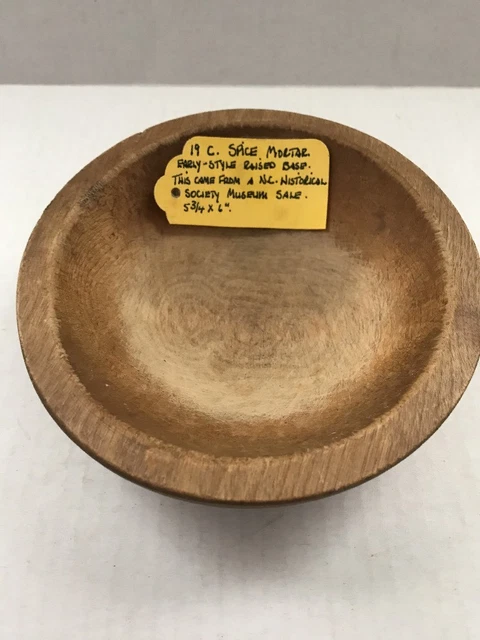 19 C. SPICE MORTAR.
EARLY-STYLE RAISED BASE.
THIS CAME FROM A N.C. HISTORICAL
SOCIETY MUSEUM SALE.
5 3/4 X 6".